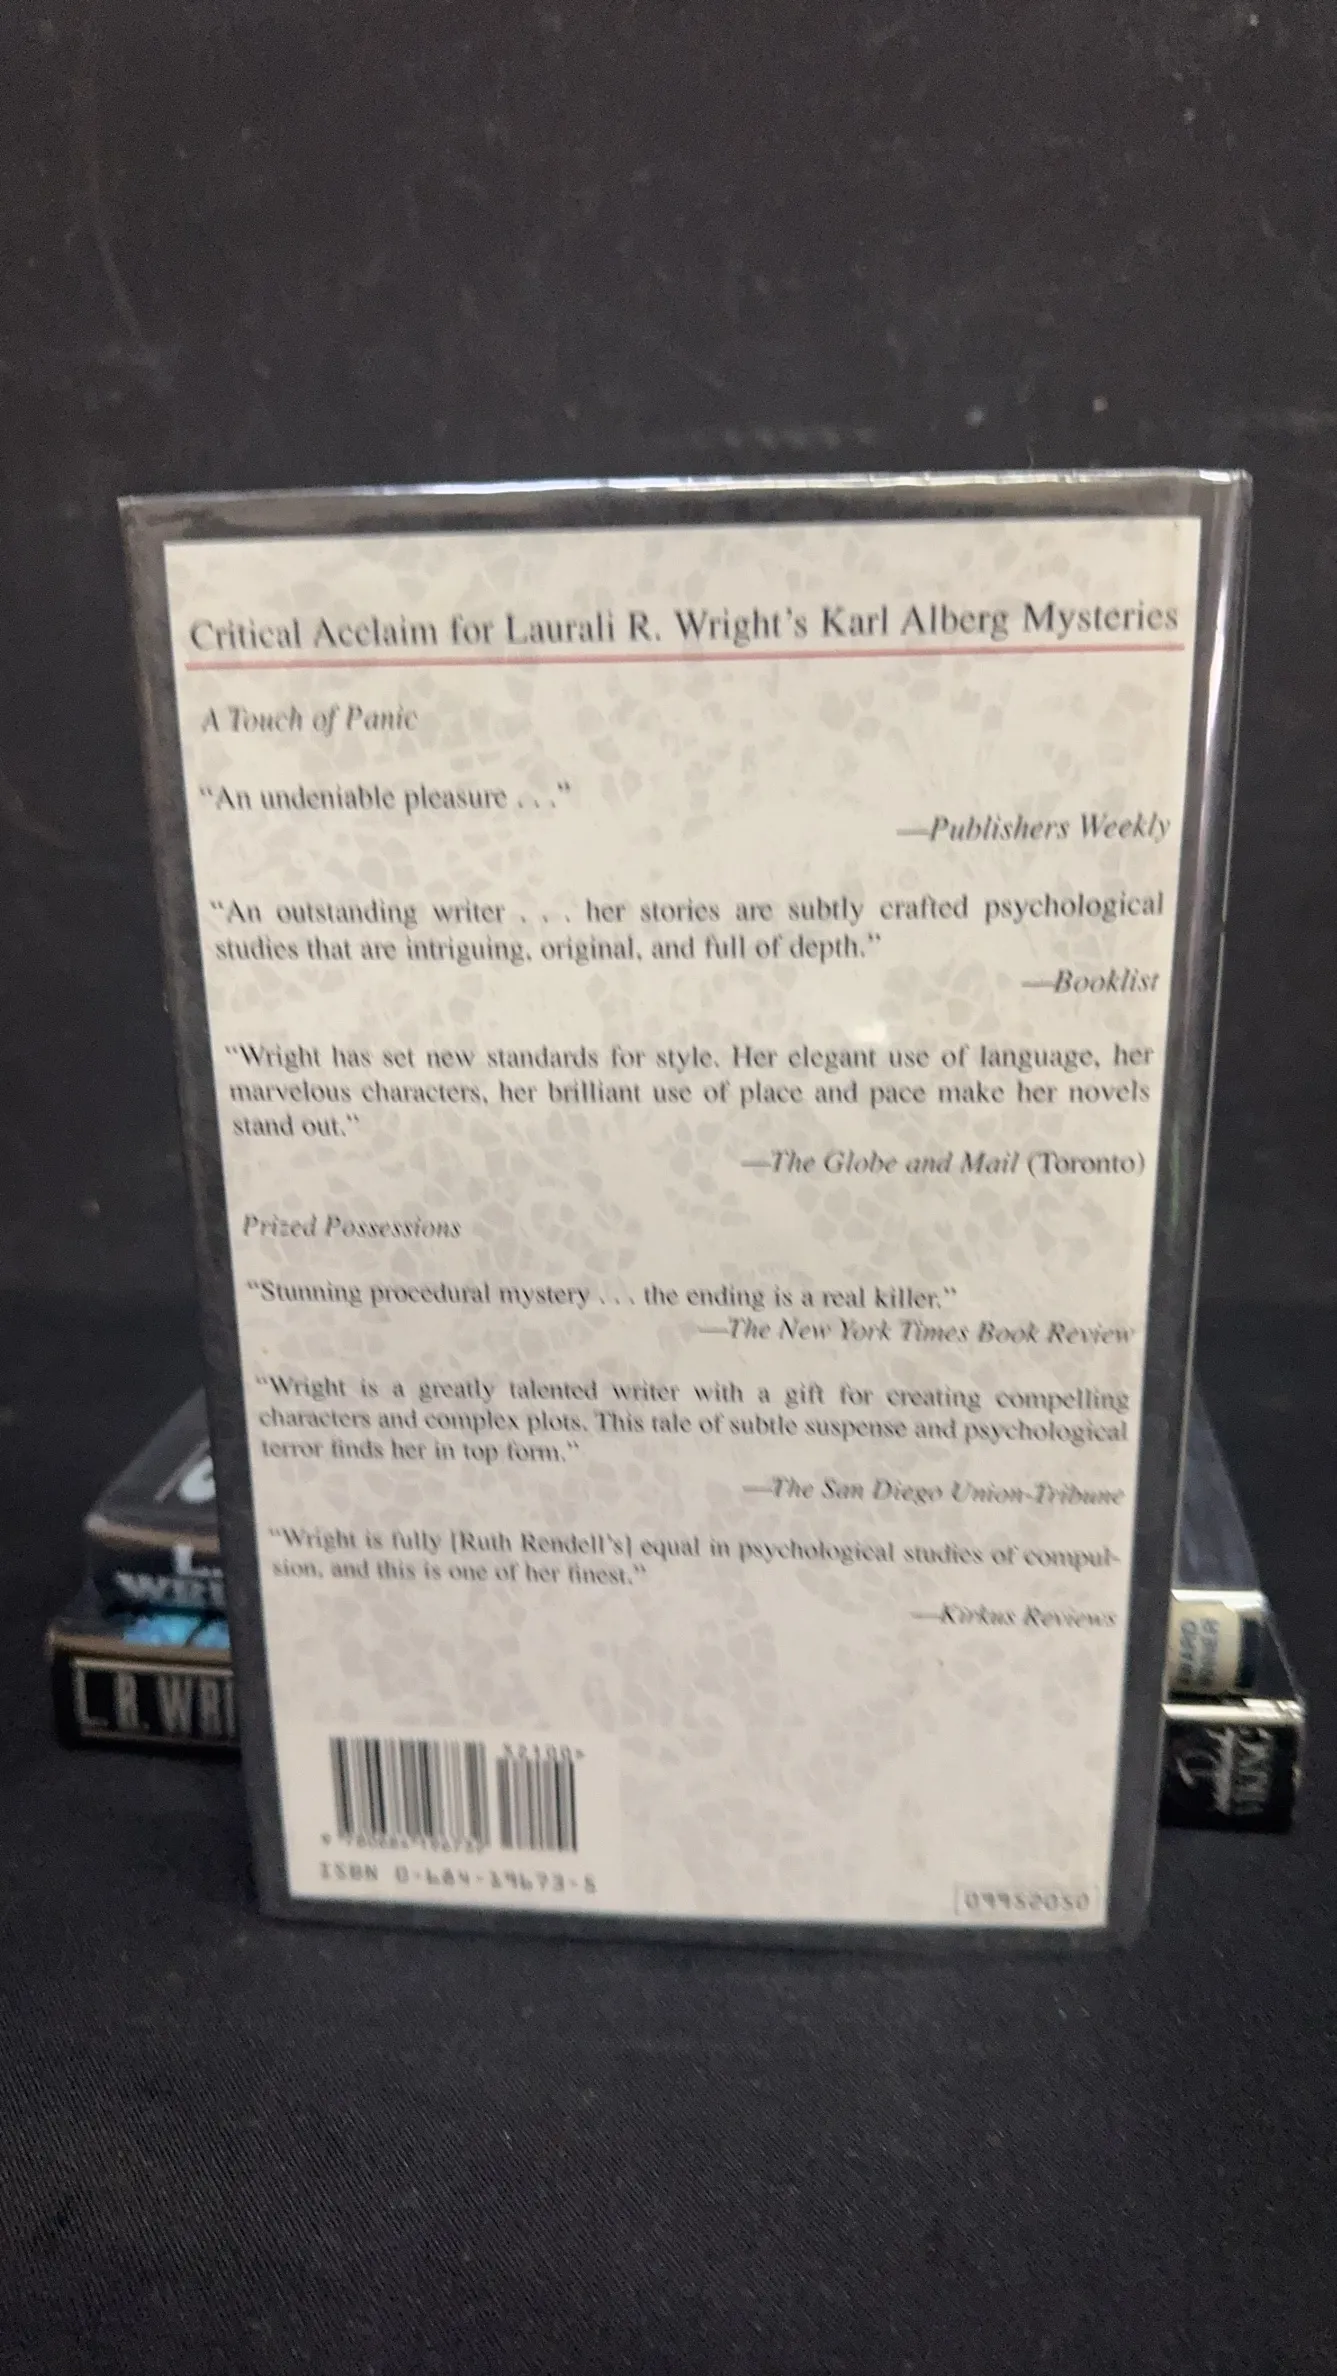 Critical Acclaim for Laurali R. Wright's Karl Alberg Mysteries
A Touch of Panic
“An undeniable pleasure . . .”
—Publishers Weekly
“An outstanding writer . . . her stories are subtly crafted psychological
studies that are intriguing, original, and full of depth.”
—Booklist
“Wright has set new standards for style. Her elegant use of language, her
marvelous characters, her brilliant use of place and pace make her novels
stand out.”
—The Globe and Mail (Toronto)
Prized Possessions
“Stunning procedural mystery . . . the ending is a real killer.”
—The New York Times Book Review
“Wright is a greatly talented writer with a gift for creating compelling
characters and complex plots. This tale of subtle suspense and psychological
terror finds her in top form.”
—The San Diego Union-Tribune
“Wright is fully [Ruth Rendell's] equal in psychological studies of compul-
sion, and this is one of her finest.”
—Kirkus Reviews
L.R. WRI
52100
ISBN 0-684-19673-5
09952050